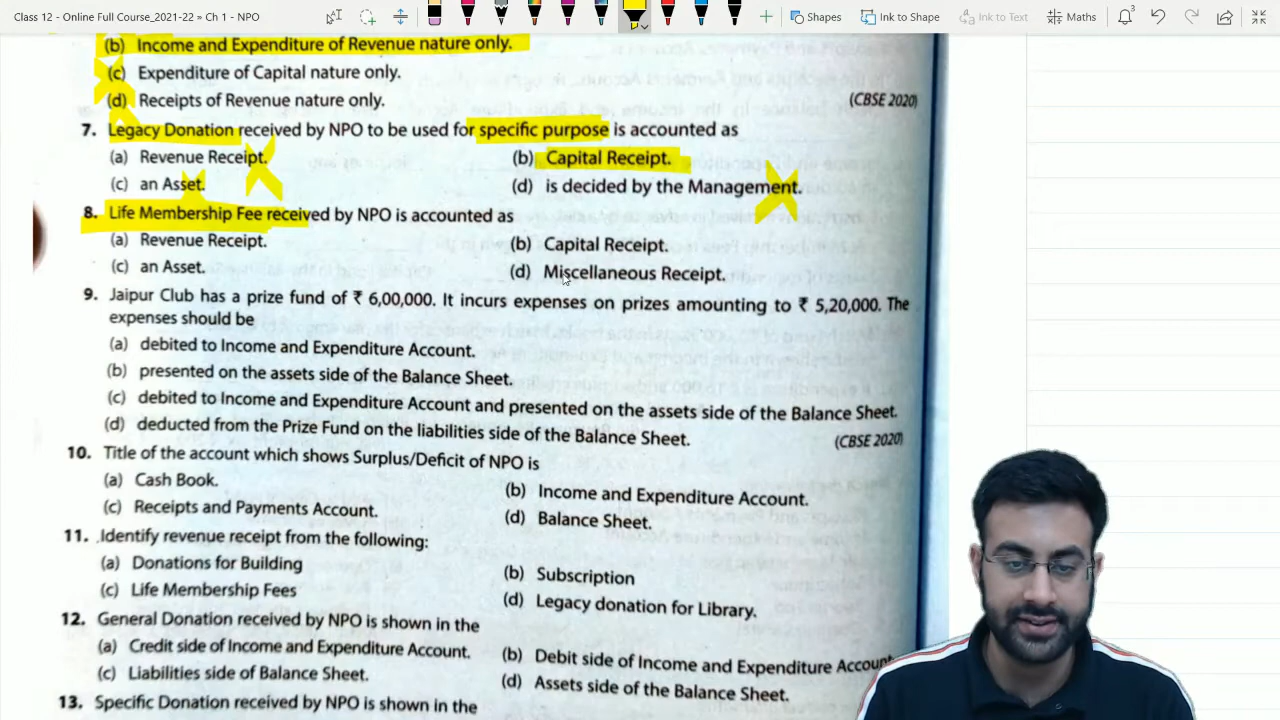 Class 12 - Online Full Course_2021-22 » Ch 1 - NPO
Shapes
Ink to Shape
Ink to Text
Maths
3
(b) Income and Expenditure of Revenue nature only.
(c) Expenditure of Capital nature only.
(d) Receipts of Revenue nature only. (CBSE 2020)
7. Legacy Donation received by NPO to be used for specific purpose is accounted as
(a) Revenue Receipt. (b) Capital Receipt.
(c) an Asset. (d) is decided by the Management.
8. Life Membership Fee received by NPO is accounted as
(a) Revenue Receipt. (b) Capital Receipt.
(c) an Asset. (d) Miscellaneous Receipt.
9. Jaipur Club has a prize fund of ₹ 6,00,000. It incurs expenses on prizes amounting to ₹ 5,20,000. The
expenses should be
(a) debited to Income and Expenditure Account.
(b) presented on the assets side of the Balance Sheet.
(c) debited to Income and Expenditure Account and presented on the assets side of the Balance Sheet.
(d) deducted from the Prize Fund on the liabilities side of the Balance Sheet. (CBSE 2020)
10. Title of the account which shows Surplus/Deficit of NPO is
(a) Cash Book. (b) Income and Expenditure Account.
(c) Receipts and Payments Account. (d) Balance Sheet.
11. Identify revenue receipt from the following:
(a) Donations for Building (b) Subscription
(c) Life Membership Fees (d) Legacy donation for Library.
12. General Donation received by NPO is shown in the
(a) Credit side of Income and Expenditure Account. (b) Debit side of Income and Expenditure Account
(c) Liabilities side of Balance Sheet. (d) Assets side of the Balance Sheet.
13. Specific Donation received by NPO is shown in the